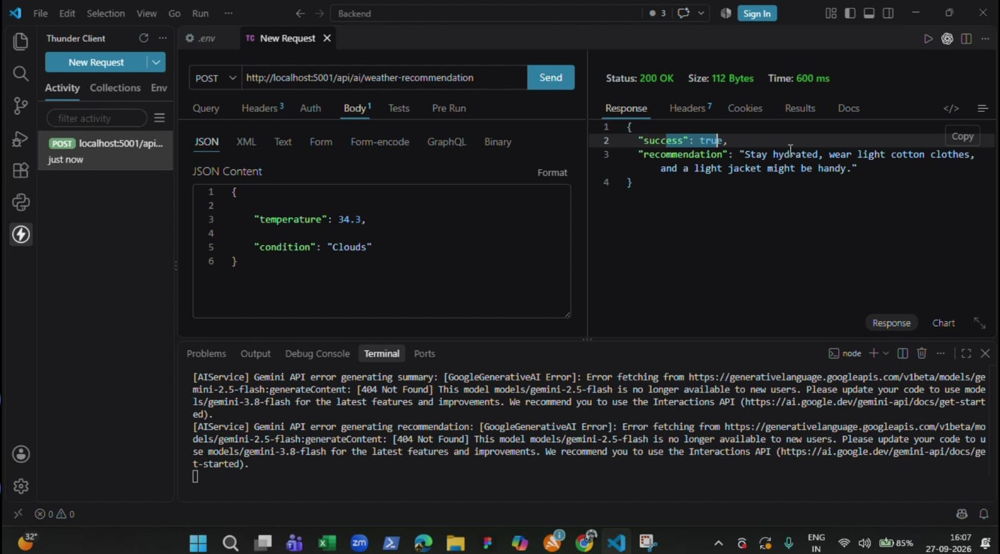 File Edit Selection View Go Run ··· Backend 3 Sign In
Thunder Client
.env
TC New Request
New Request
POST http://localhost:5001/api/ai/weather-recommendation Send
Status: 200 OK Size: 112 Bytes Time: 600 ms
Activity Collections Env
Query Headers 3 Auth Body 1 Tests Pre Run
Response Headers 7 Cookies Results Docs </>
filter activity
POST localhost:5001/api...
just now
JSON XML Text Form Form-encode GraphQL Binary
JSON Content Format
1 {
2
3 "temperature": 34.3,
4
5 "condition": "Clouds"
6 }
1 {
2 "success": true,
Copy
3 "recommendation": "Stay hydrated, wear light cotton clothes,
and a light jacket might be handy."
4 }
Response Chart
Problems Output Debug Console Terminal Ports node
[AIService] Gemini API error generating summary: [GoogleGenerativeAI Error]: Error fetching from https://generativelanguage.googleapis.com/v1beta/models/ge
mini-2.5-flash:generateContent: [404 Not Found] This model models/gemini-2.5-flash is no longer available to new users. Please update your code to use mode
ls/gemini-3.8-flash for the latest features and improvements. We recommend you to use the Interactions API (https://ai.google.dev/gemini-api/docs/get-start
ed).
[AIService] Gemini API error generating recommendation: [GoogleGenerativeAI Error]: Error fetching from https://generativelanguage.googleapis.com/v1beta/mo
dels/gemini-2.5-flash:generateContent: [404 Not Found] This model models/gemini-2.5-flash is no longer available to new users. Please update your code to u
se models/gemini-3.8-flash for the latest features and improvements. We recommend you to use the Interactions API (https://ai.google.dev/gemini-api/docs/ge
t-started).
0 0
32°
zm
ENG
IN
85%
16:07
27-09-2026